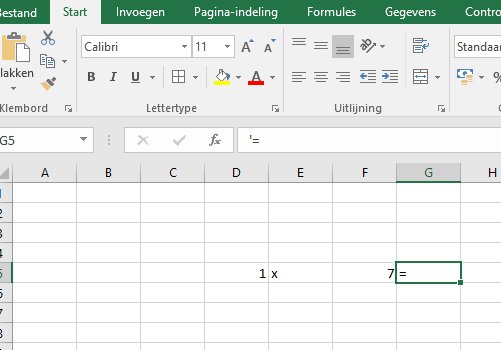 Bestand Start Invoegen Pagina-indeling Formules Gegevens Contro
Calibri 11 A A Standaar
lakken B I U A %
Klembord Lettertype Uitlijning
G5 fx '=
A B C D E F G H
1
2
3
4
5 1 x 7 =
6
7
8